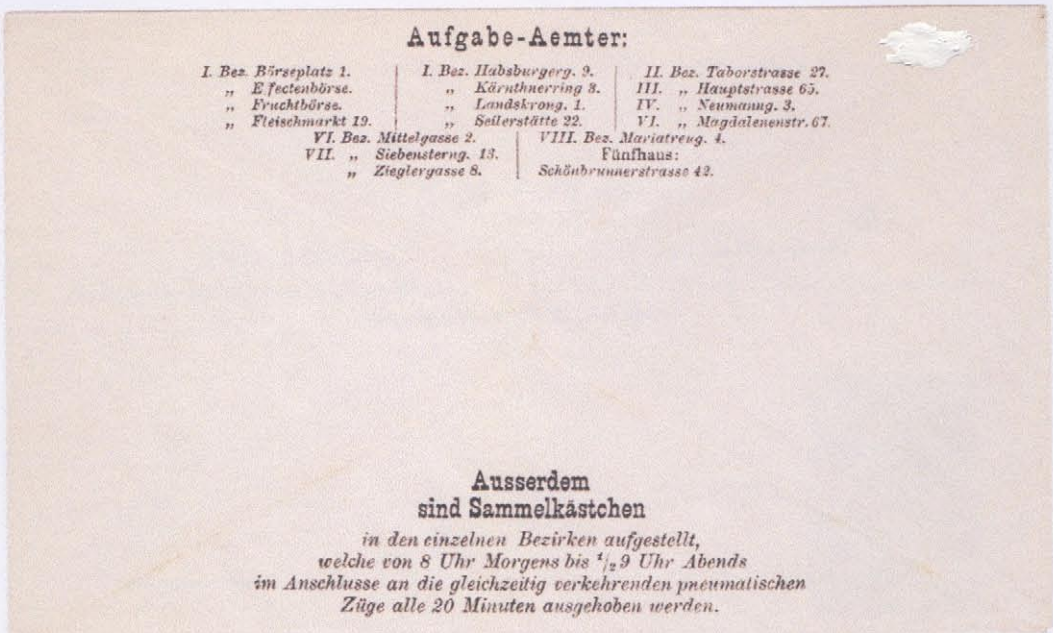 Aufgabe-Aemter:
I. Bez. Börseplatz 1.
„ Effectenbörse.
„ Fruchtbörse.
„ Fleischmarkt 19.
I. Bez. Habsburgerg. 9.
„ Kärnthnerring 3.
„ Landskrong. 1.
„ Seilerstätte 22.
II. Bez. Taborstrasse 27.
III. „ Hauptstrasse 65.
IV. „ Neumanng. 3.
VI. „ Magdalenenstr. 67.
VI. Bez. Mittelgasse 2.
VII. „ Siebensterng. 13.
„ Zieglergasse 8.
VIII. Bez. Mariatreug. 4.
Fünfhaus:
Schönbrunnerstrasse 42.
Ausserdem
sind Sammelkästchen
in den einzelnen Bezirken aufgestellt,
welche von 8 Uhr Morgens bis 1/2 9 Uhr Abends
im Anschlusse an die gleichzeitig verkehrenden pneumatischen
Züge alle 20 Minuten ausgehoben werden.